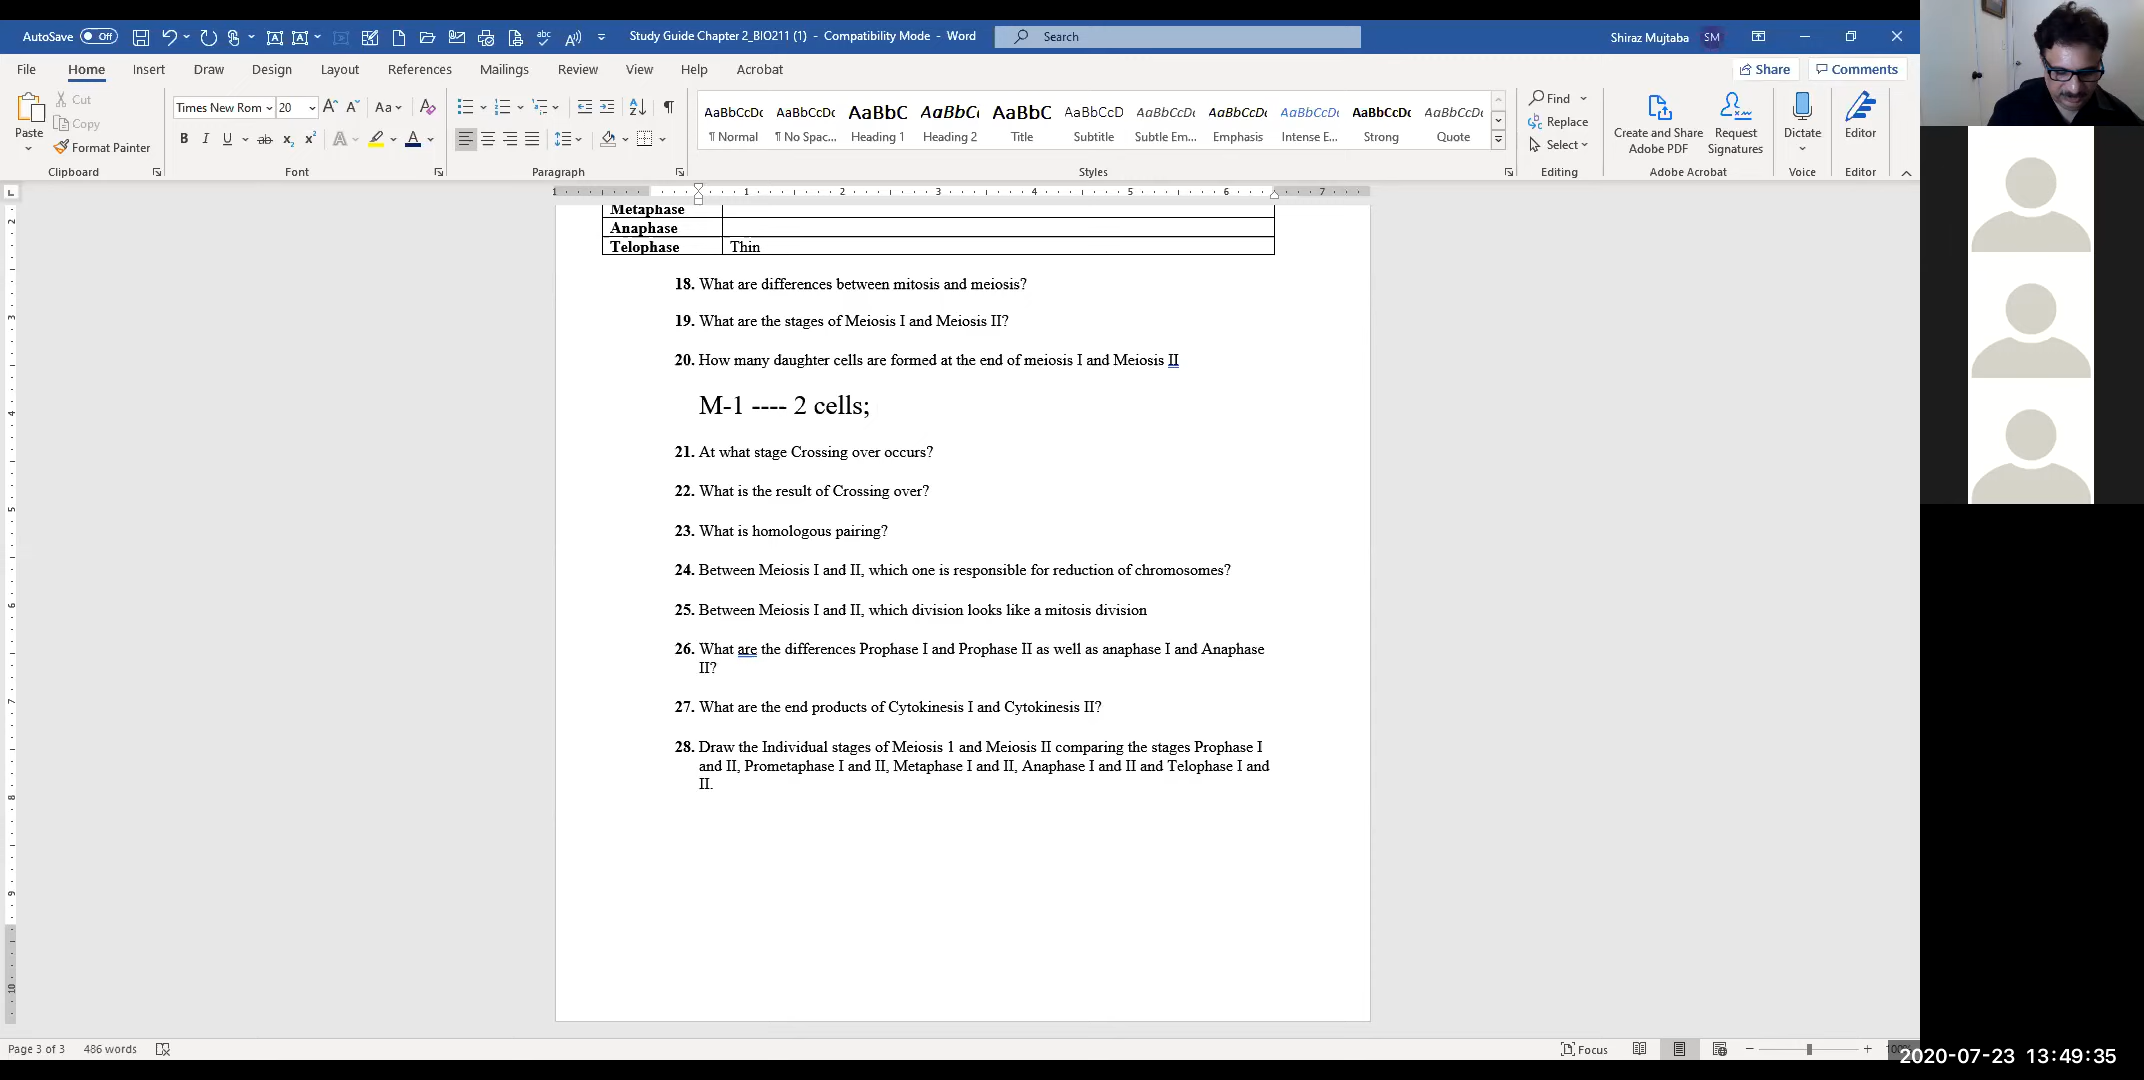 AutoSave Off Study Guide Chapter 2_BIO211 (1) - Compatibility Mode - Word Search Shiraz Mujtaba SM
File Home Insert Draw Design Layout References Mailings Review View Help Acrobat Share Comments
Paste Cut Copy Format Painter
Times New Rom 20
AaBbCcDc AaBbCcDc AaBbC AaBbCc AaBbC AaBbCcD AaBbCcDc AaBbCcDc AaBbCcDc AaBbCcDc AaBbCcDc
¶ Normal ¶ No Spac... Heading 1 Heading 2 Title Subtitle Subtle Em... Emphasis Intense E... Strong Quote
Find
Replace
Select
Create and Share Adobe PDF
Request Signatures
Dictate
Editor
Clipboard Font Paragraph Styles Editing Adobe Acrobat Voice Editor
1 1 2 3 4 5 6 7
Metaphase
Anaphase
Telophase Thin
18. What are differences between mitosis and meiosis?
19. What are the stages of Meiosis I and Meiosis II?
20. How many daughter cells are formed at the end of meiosis I and Meiosis II
M-1 ---- 2 cells;
21. At what stage Crossing over occurs?
22. What is the result of Crossing over?
23. What is homologous pairing?
24. Between Meiosis I and II, which one is responsible for reduction of chromosomes?
25. Between Meiosis I and II, which division looks like a mitosis division
26. What are the differences Prophase I and Prophase II as well as anaphase I and Anaphase
II?
27. What are the end products of Cytokinesis I and Cytokinesis II?
28. Draw the Individual stages of Meiosis 1 and Meiosis II comparing the stages Prophase I
and II, Prometaphase I and II, Metaphase I and II, Anaphase I and II and Telophase I and
II.
Page 3 of 3 486 words Focus
2020-07-23 13:49:35